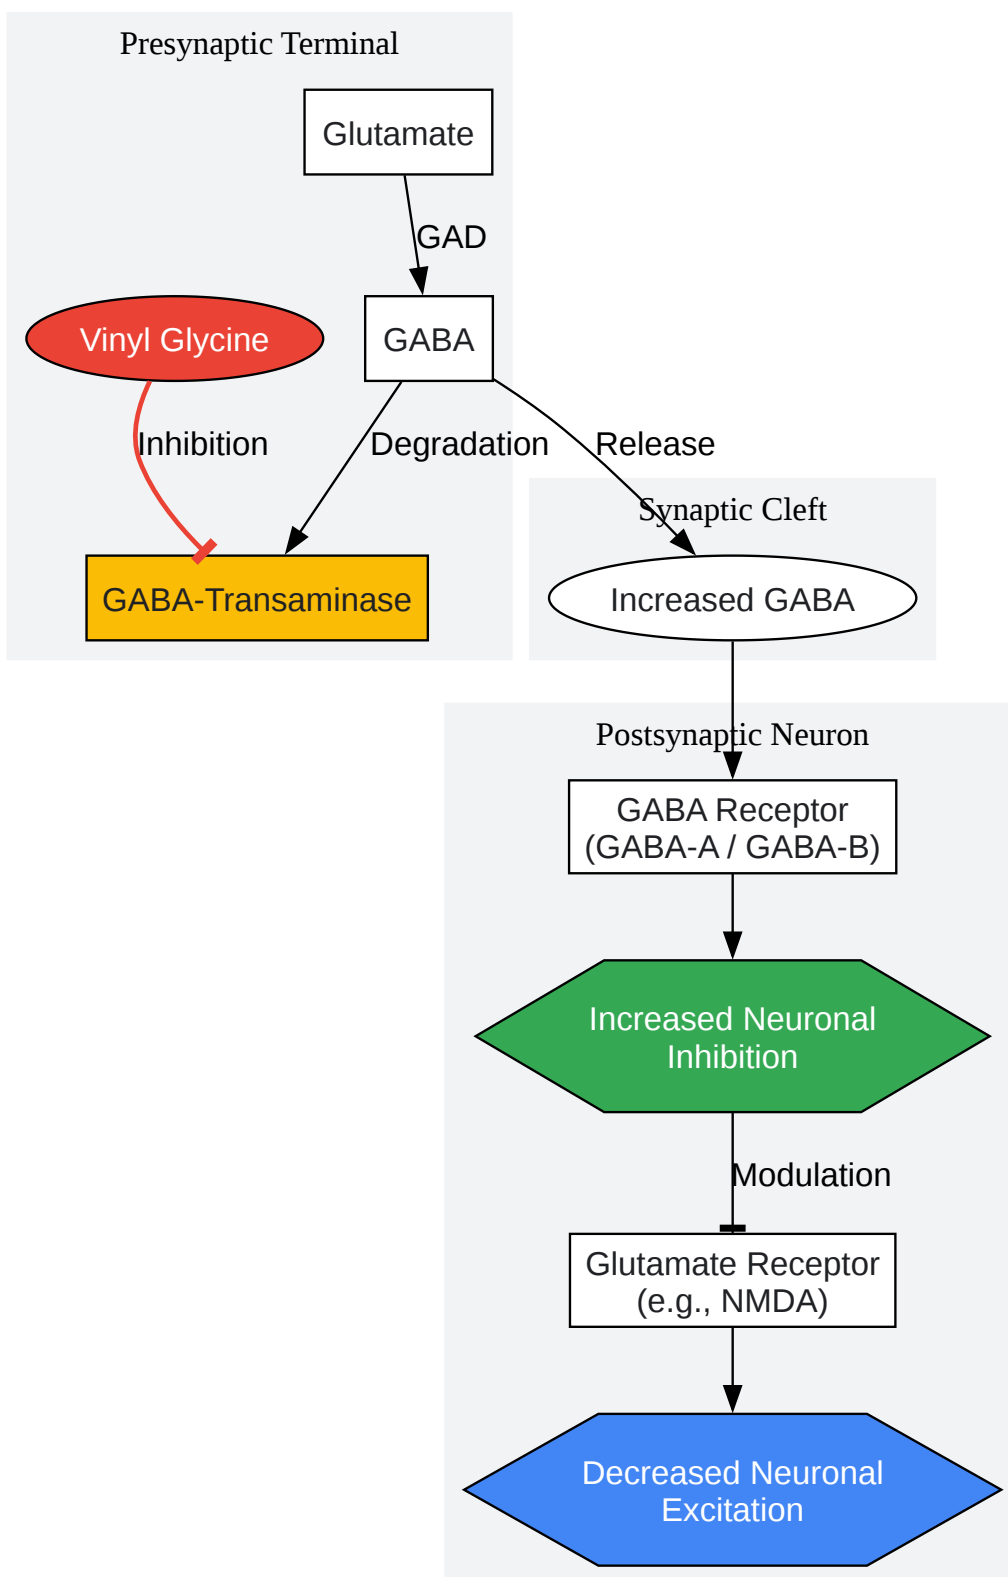 Presynaptic Terminal
Glutamate
GAD
Vinyl Glycine
GABA
Inhibition
Degradation
Release
Synaptic Cleft
GABA-Transaminase
Increased GABA
Postsynaptic Neuron
GABA Receptor
(GABA-A / GABA-B)
Increased Neuronal
Inhibition
Modulation
Glutamate Receptor
(e.g., NMDA)
Decreased Neuronal
Excitation